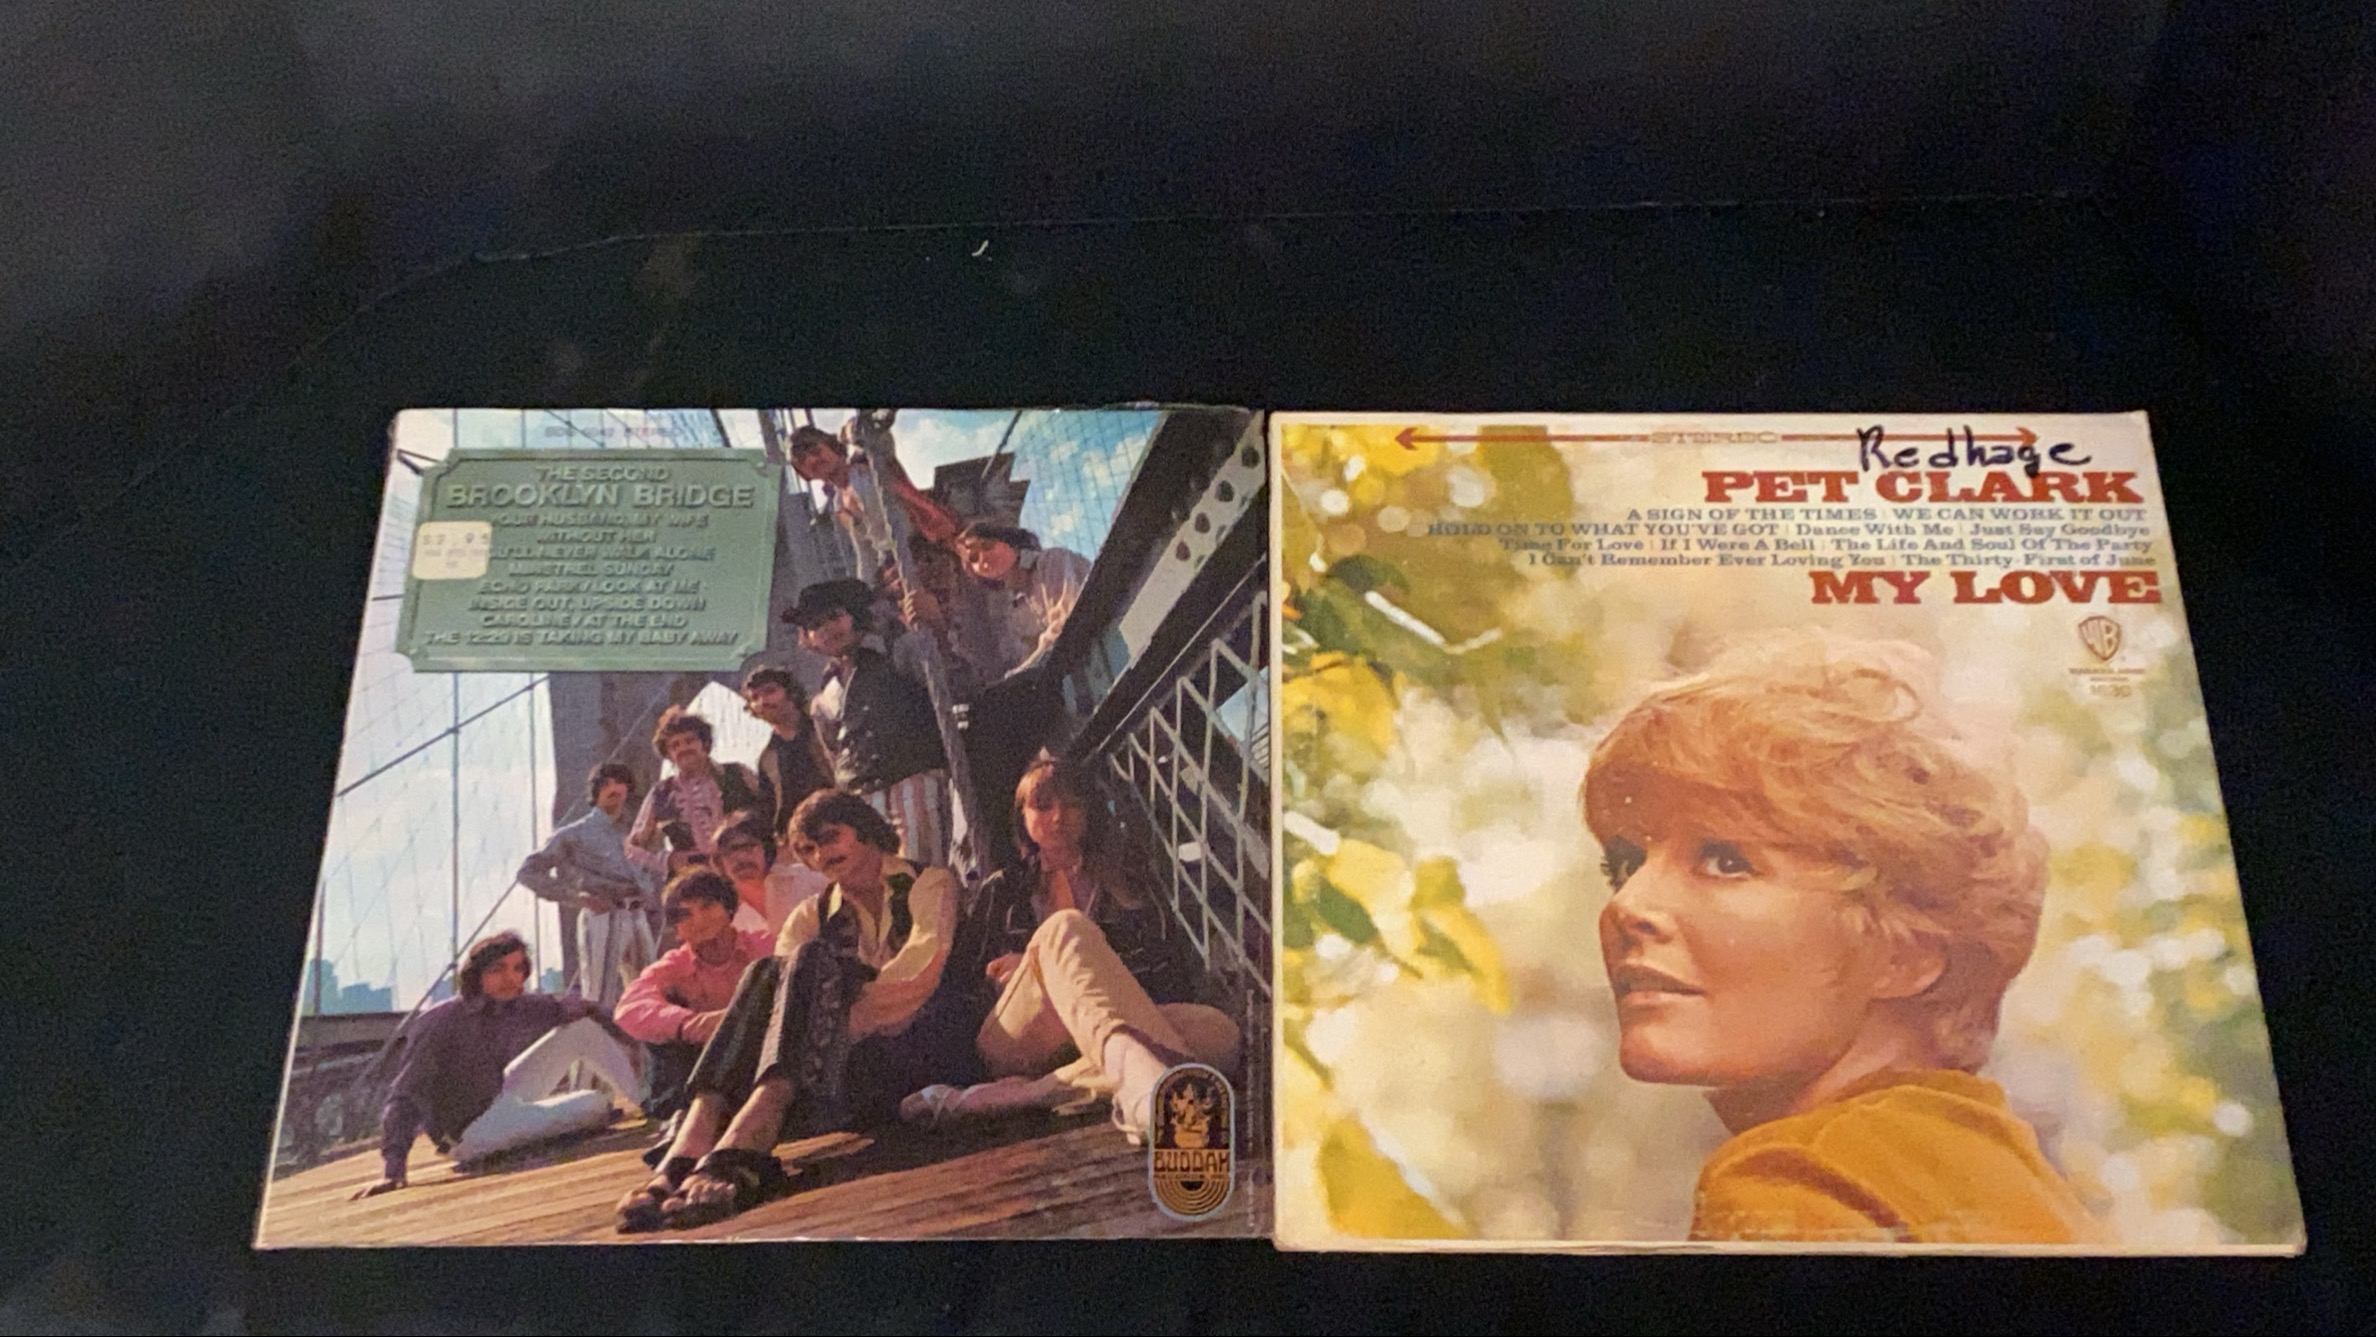 STEREO
THE SECOND
BROOKLYN BRIDGE
YOUR HUSBAND, MY WIFE
WITHOUT HER
YOU'LL NEVER WALK ALONE
MINSTREL SUNDAY
ECHO PARK/LOOK AT ME
INSIDE OUT, UPSIDE DOWN
CAROLINE/AT THE END
THE 12:29 IS TAKING MY BABY AWAY
BUDDAH
STEREO
Redhage
PET CLARK
A SIGN OF THE TIMES | WE CAN WORK IT OUT
HOLD ON TO WHAT YOU'VE GOT | Dance With Me | Just Say Goodbye
Time For Love | If I Were A Bell | The Life And Soul Of The Party
I Can't Remember Ever Loving You | The Thirty-First of June
MY LOVE
WB
1630